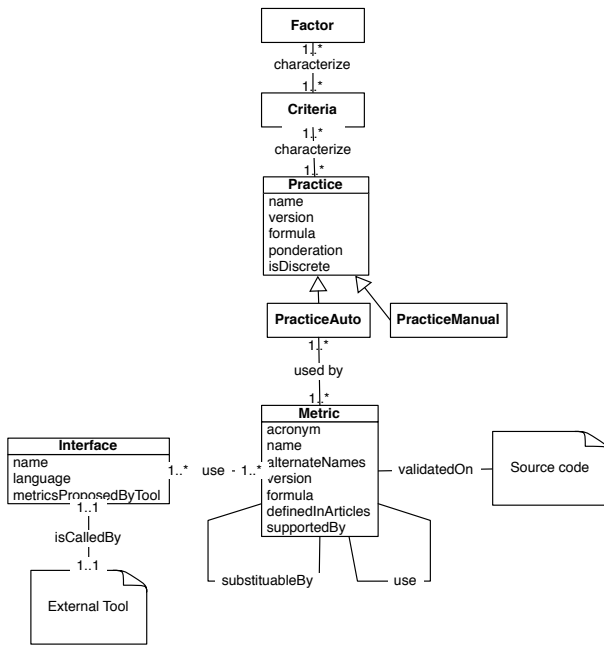 Factor
1..*
characterize
1..*
Criteria
1..*
characterize
1..*
Practice
name
version
formula
ponderation
isDiscrete
PracticeAuto
PracticeManual
1..*
used by
1..*
Metric
acronym
name
alternateNames
version
formula
definedInArticles
supportedBy
Interface
name
language
metricsProposedByTool
1..* use 1..*
validatedOn
Source code
1..1
isCalledBy
1..1
External Tool
substituableBy
use